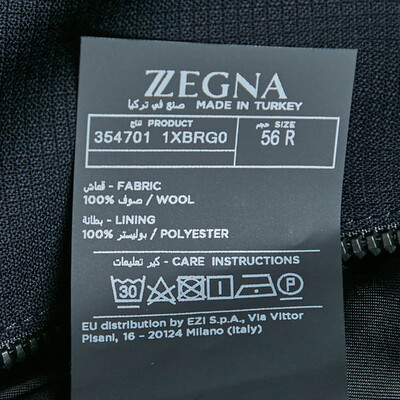 ZZEGNA
صنع في تركيا MADE IN TURKEY
منتج PRODUCT
354701 1XBRG0
حجم SIZE
56 R
قماش - FABRIC
100% صوف / WOOL
بطانة - LINING
100% بوليستر / POLYESTER
كير تعليمات - CARE INSTRUCTIONS
30
P
EU distribution by EZI S.p.A., Via Vittor
Pisani, 16 - 20124 Milano (Italy)